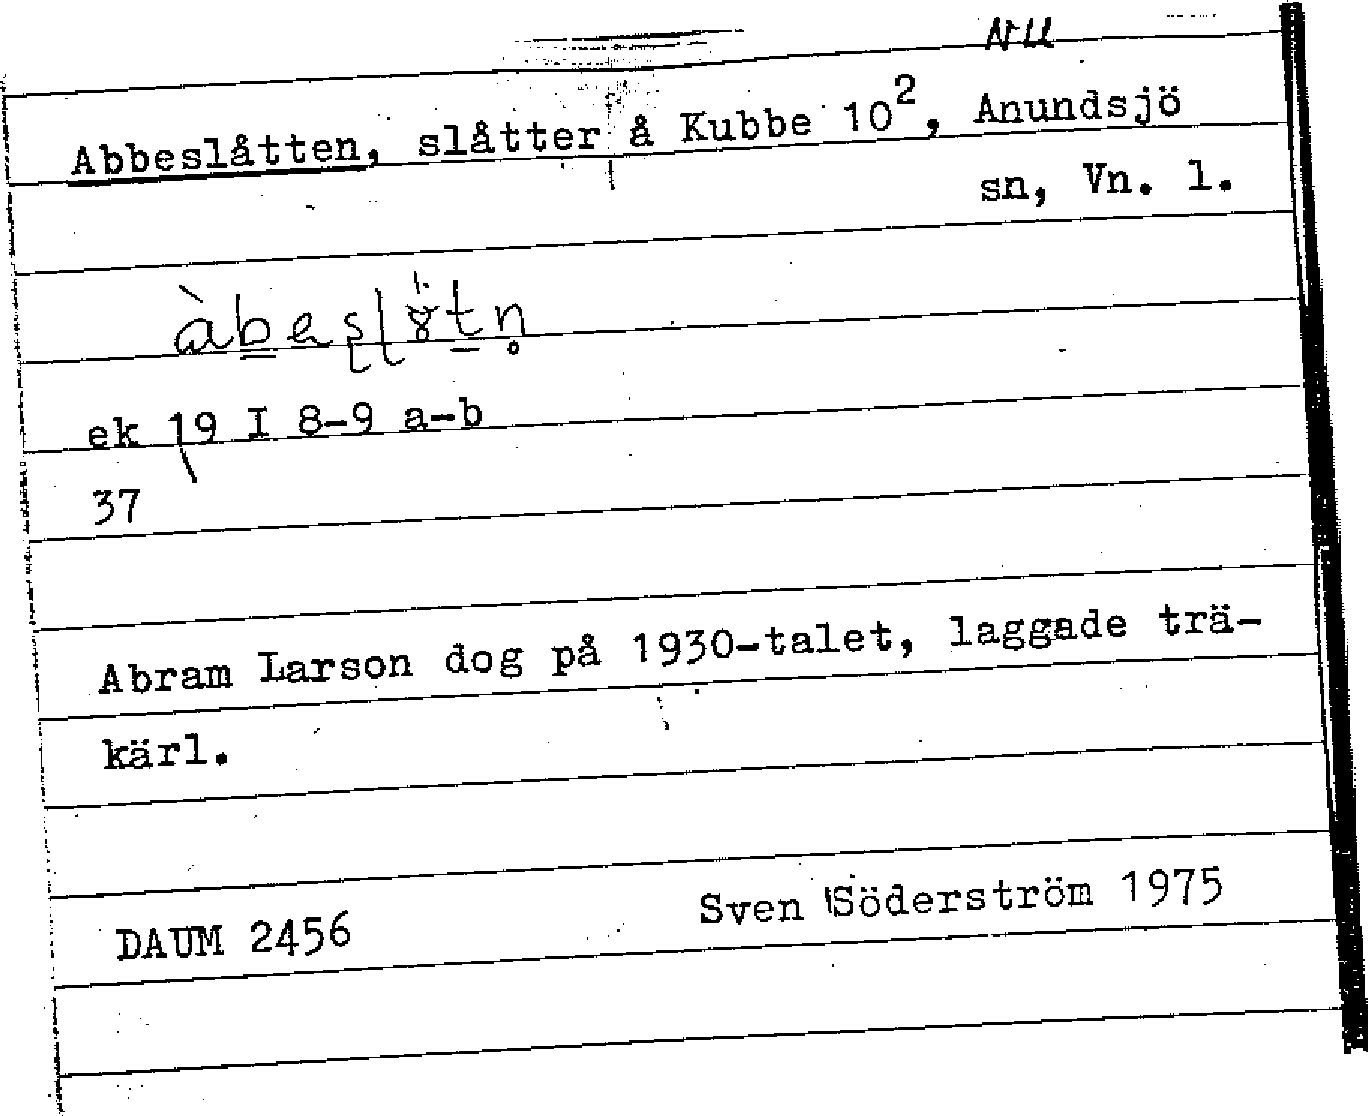 NU
Abbeslåtten, slåtter å Kubbe 10², Anundsjö
sn, Vn. l.
ek 19 I 8-9 a-b
37
Abram Larson dog på 1930-talet, laggade trä-
kärl.
DAUM 2456 Sven Söderström 1975